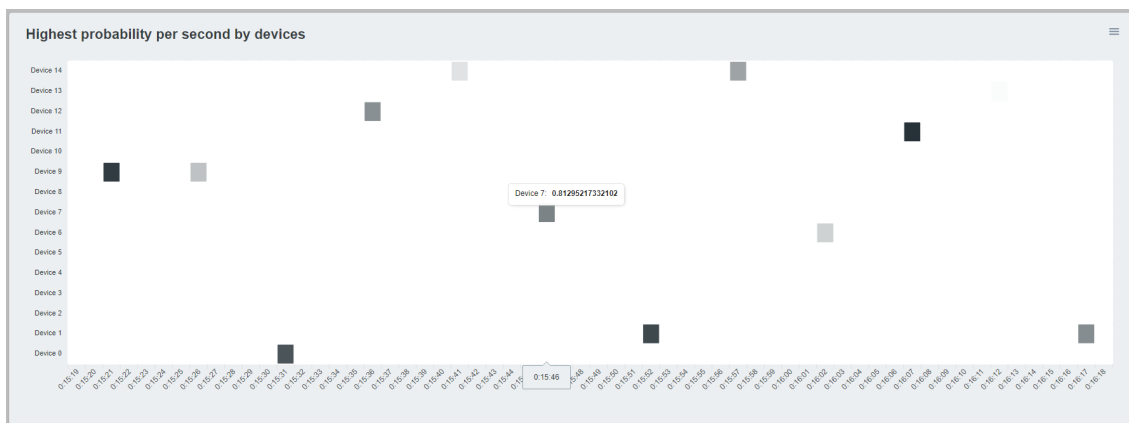 Highest probability per second by devices
Device 14
Device 13
Device 12
Device 11
Device 10
Device 9
Device 8
Device 7: 0.81295217332102
Device 7
Device 6
Device 5
Device 4
Device 3
Device 2
Device 1
Device 0
0:15:19 0:15:20 0:15:21 0:15:22 0:15:23 0:15:24 0:15:25 0:15:26 0:15:27 0:15:28 0:15:29 0:15:30 0:15:31 0:15:32 0:15:33 0:15:34 0:15:35 0:15:36 0:15:37 0:15:38 0:15:39 0:15:40 0:15:41 0:15:42 0:15:43 0:15:44 0:15:46 0:15:48 0:15:49 0:15:50 0:15:51 0:15:52 0:15:53 0:15:54 0:15:55 0:15:56 0:15:57 0:15:58 0:15:59 0:16:00 0:16:01 0:16:02 0:16:03 0:16:04 0:16:05 0:16:06 0:16:07 0:16:08 0:16:09 0:16:10 0:16:11 0:16:12 0:16:13 0:16:14 0:16:15 0:16:16 0:16:17 0:16:18